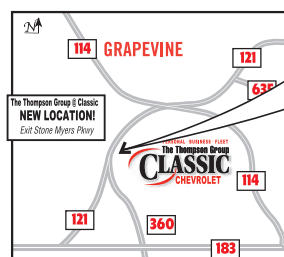 N
114 GRAPEVINE
121
635
The Thompson Group @ Classic
NEW LOCATION!
Exit Stone Myers Pkwy
PERSONAL BUSINESS FLEET
The Thompson Group
CLASSIC
CHEVROLET
114
121
360
183